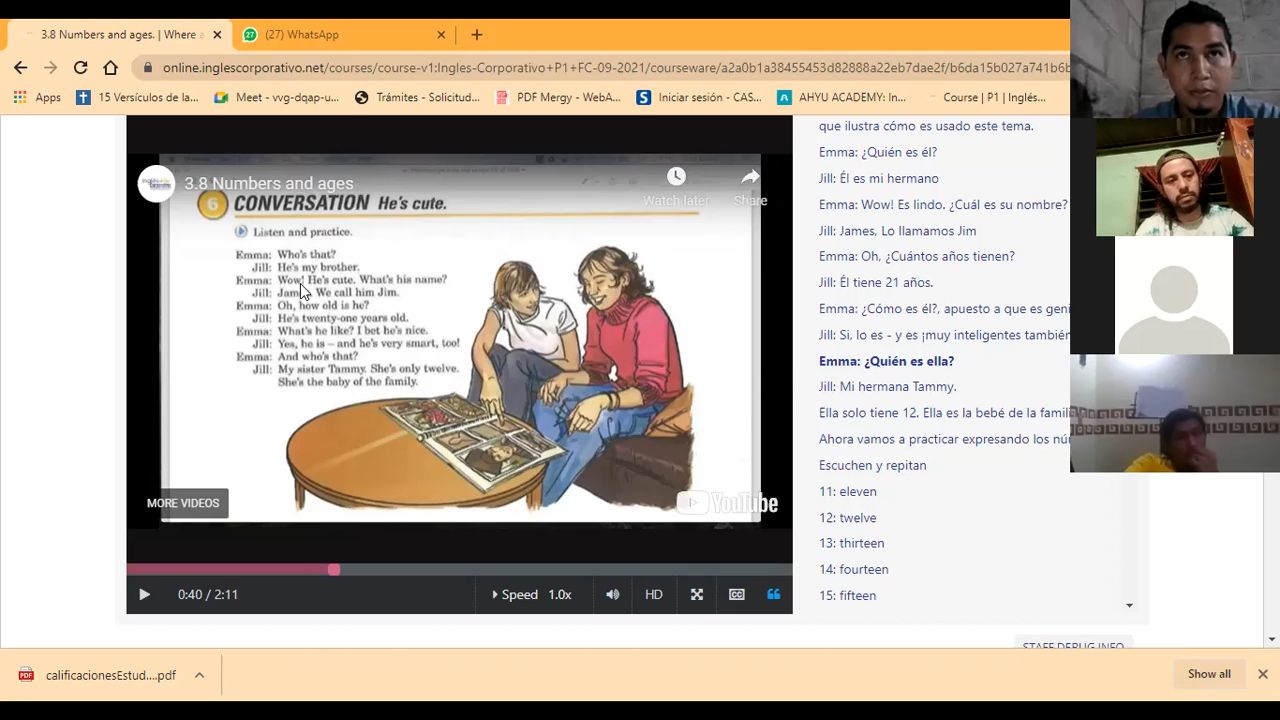 3.8 Numbers and ages. | Where a
(27) WhatsApp
online.inglescorporativo.net/courses/course-v1:Ingles-Corporativo+P1+FC-09-2021/courseware/a2a0b1a38455453d82888a22eb7dae2f/b6da15b027a741b6b
Apps
15 Versículos de la...
Meet - vvg-dqap-u...
Trámites - Solicitud...
PDF Mergy - WebA...
Iniciar sesión - CAS...
AHYU ACADEMY: In...
Course | P1 | Inglés...
3.8 Numbers and ages
Watch later
Share
6 CONVERSATION He's cute.
Listen and practice.
Emma: Who's that?
Jill: He's my brother.
Emma: Wow! He's cute. What's his name?
Jill: James. We call him Jim.
Emma: Oh, how old is he?
Jill: He's twenty-one years old.
Emma: What's he like? I bet he's nice.
Jill: Yes, he is – and he's very smart, too!
Emma: And who's that?
Jill: My sister Tammy. She's only twelve.
She's the baby of the family.
MORE VIDEOS
YouTube
0:40 / 2:11
Speed 1.0x
HD
CC
que ilustra cómo es usado este tema.
Emma: ¿Quién es él?
Jill: Él es mi hermano
Emma: Wow! Es lindo. ¿Cuál es su nombre?
Jill: James, Lo llamamos Jim
Emma: Oh, ¿Cuántos años tienen?
Jill: Él tiene 21 años.
Emma: ¿Cómo es él?, apuesto a que es geni
Jill: Si, lo es - y es ¡muy inteligentes también
Emma: ¿Quién es ella?
Jill: Mi hermana Tammy.
Ella solo tiene 12. Ella es la bebé de la famil
Ahora vamos a practicar expresando los nú
Escuchen y repitan
11: eleven
12: twelve
13: thirteen
14: fourteen
15: fifteen
STAFF DEBUG INFO
calificacionesEstud....pdf
Show all